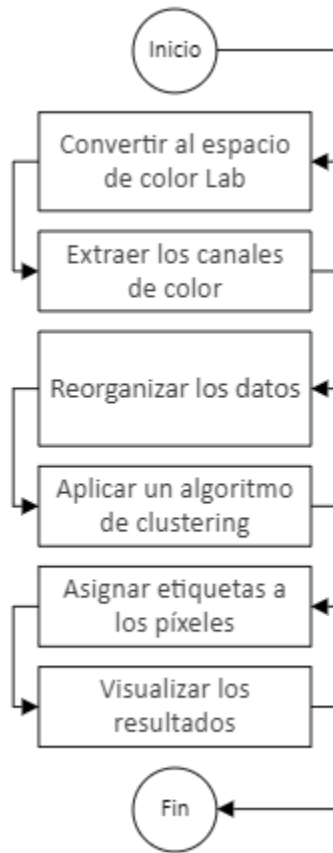 Inicio
Convertir al espacio
de color Lab
Extraer los canales
de color
Reorganizar los datos
Aplicar un algoritmo
de clustering
Asignar etiquetas a
los píxeles
Visualizar los
resultados
Fin